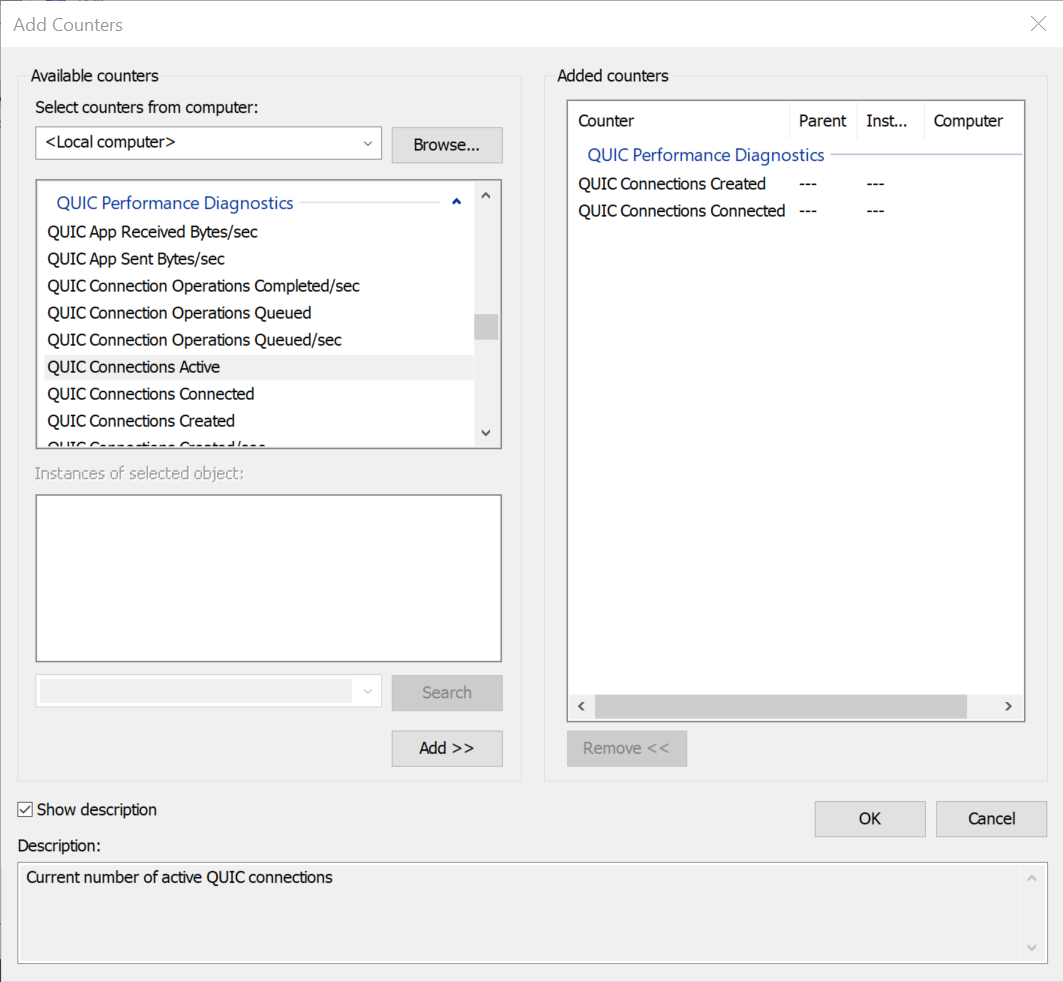 Add Counters
Available counters
Select counters from computer:
<Local computer>
Browse...
QUIC Performance Diagnostics
QUIC App Received Bytes/sec
QUIC App Sent Bytes/sec
QUIC Connection Operations Completed/sec
QUIC Connection Operations Queued
QUIC Connection Operations Queued/sec
QUIC Connections Active
QUIC Connections Connected
QUIC Connections Created
QUIC Connections Created/sec
Instances of selected object:
Search
Add >>
Added counters
Counter Parent Inst... Computer
QUIC Performance Diagnostics
QUIC Connections Created --- ---
QUIC Connections Connected --- ---
Remove <<
Show description
OK
Cancel
Description:
Current number of active QUIC connections